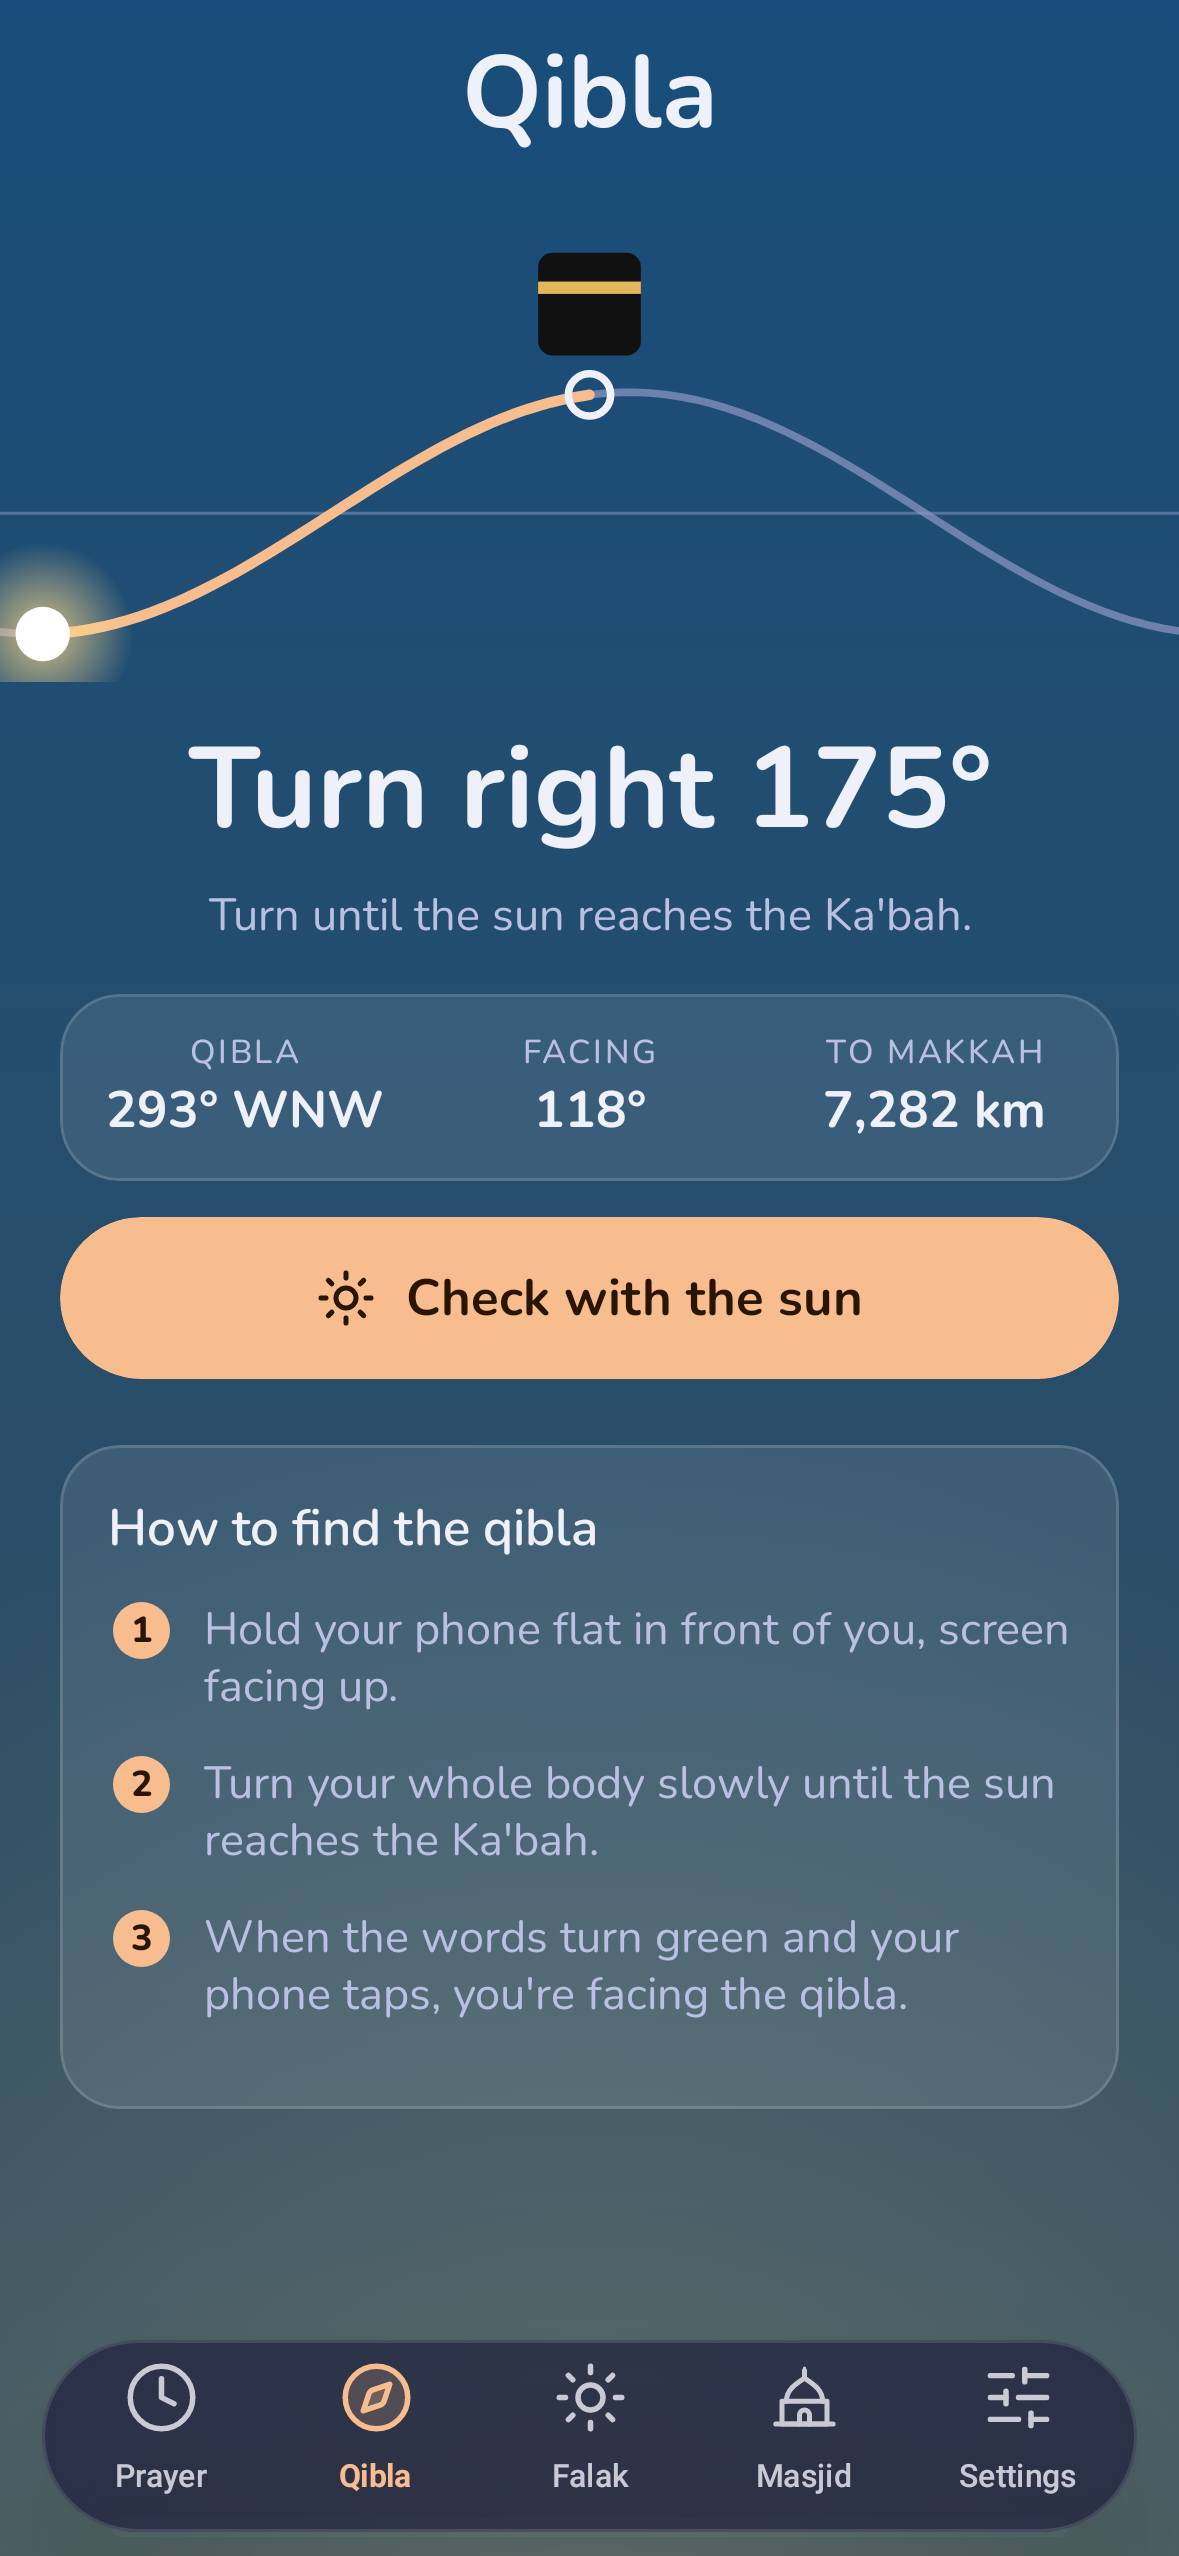 Qibla
Turn right 175°
Turn until the sun reaches the Ka'bah.
QIBLA FACING TO MAKKAH
293° WNW 118° 7,282 km
Check with the sun
How to find the qibla
1 Hold your phone flat in front of you, screen
facing up.
2 Turn your whole body slowly until the sun
reaches the Ka'bah.
3 When the words turn green and your
phone taps, you're facing the qibla.
Prayer Qibla Falak Masjid Settings